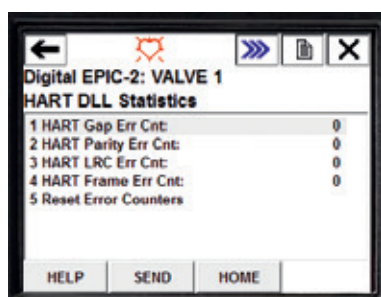 Digital EPIC-2: VALVE 1
HART DLL Statistics
1 HART Gap Err Cnt: 0
2 HART Parity Err Cnt: 0
3 HART LRC Err Cnt: 0
4 HART Frame Err Cnt: 0
5 Reset Error Counters
HELP SEND HOME